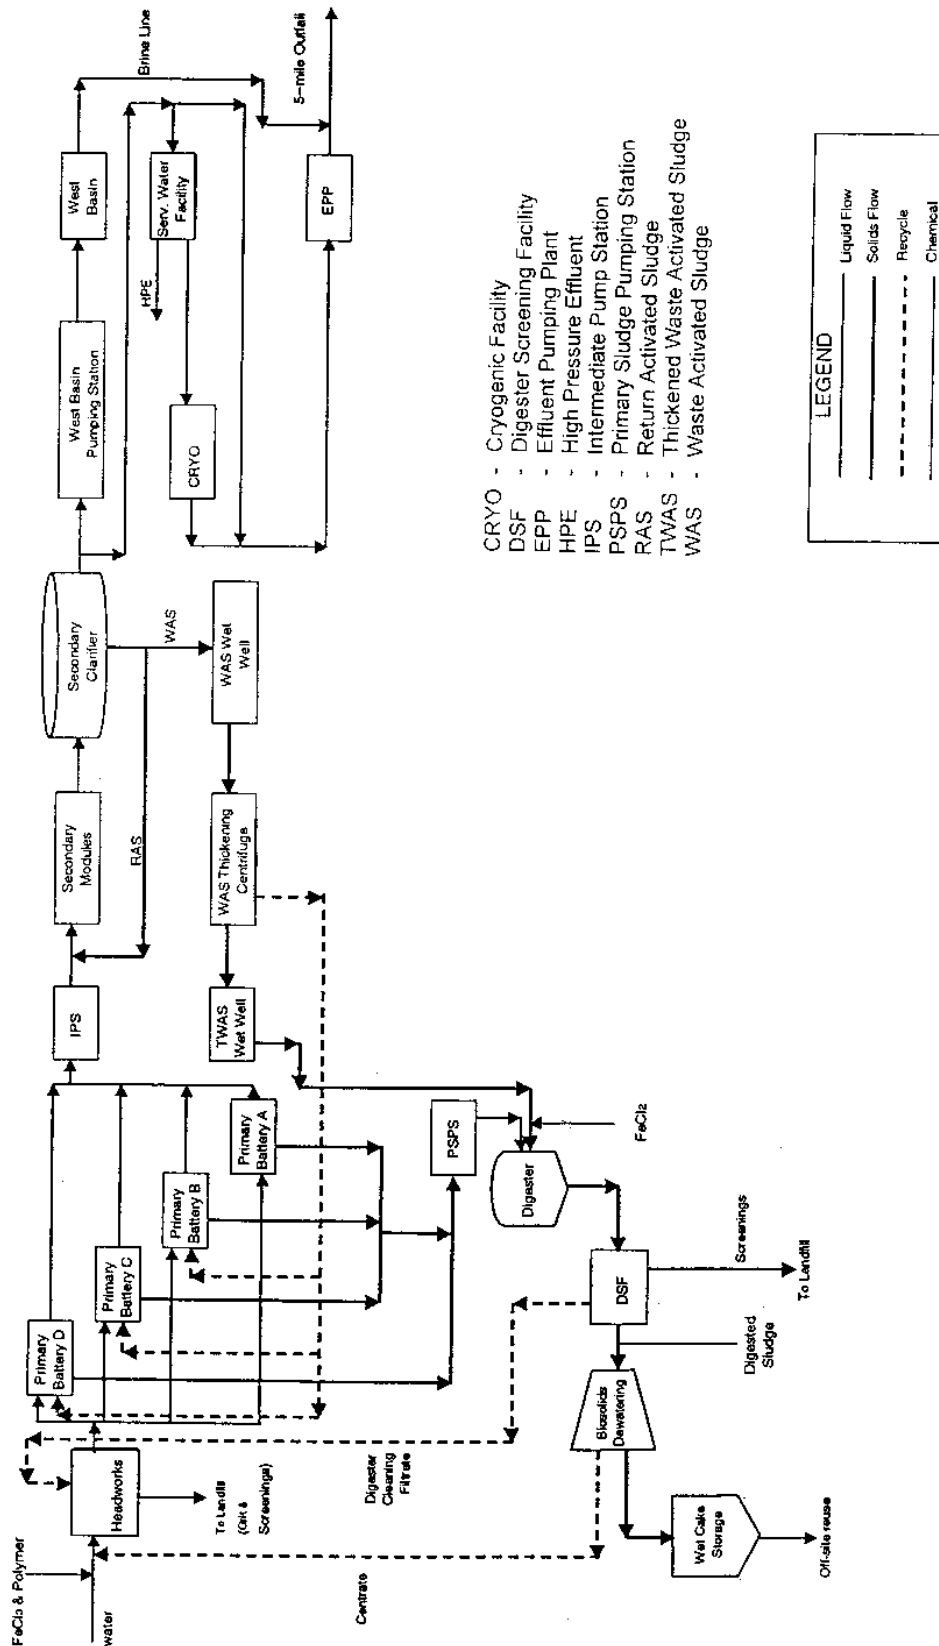 FeCl3 & Polymer
water
Headworks
To Landfill
(Grit &
Screenings)
Primary
Battery D
Primary
Battery C
Primary
Battery B
Primary
Battery A
IPS
Secondary
Modules
RAS
Secondary
Clarifier
WAS
West Basin
Pumping Station
West
Basin
Brine Line
Serv. Water
Facility
HPE
CRYO
EPP
5-mile Outfall
WAS Wet
Well
WAS Thickening
Centrifuge
TWAS
Wet Well
PSPS
Digester
FeCl2
DSF
Screenings
To Landfill
Digested
Sludge
Digester
Cleaning
Filtrate
Biosolids
Dewatering
Centrate
Wet Cake
Storage
Off-site reuse
CRYO - Cryogenic Facility
DSF - Digester Screening Facility
EPP - Effluent Pumping Plant
HPE - High Pressure Effluent
IPS - Intermediate Pump Station
PSPS - Primary Sludge Pumping Station
RAS - Return Activated Sludge
TWAS - Thickened Waste Activated Sludge
WAS - Waste Activated Sludge
LEGEND
Liquid Flow
Solids Flow
Recycle
Chemical